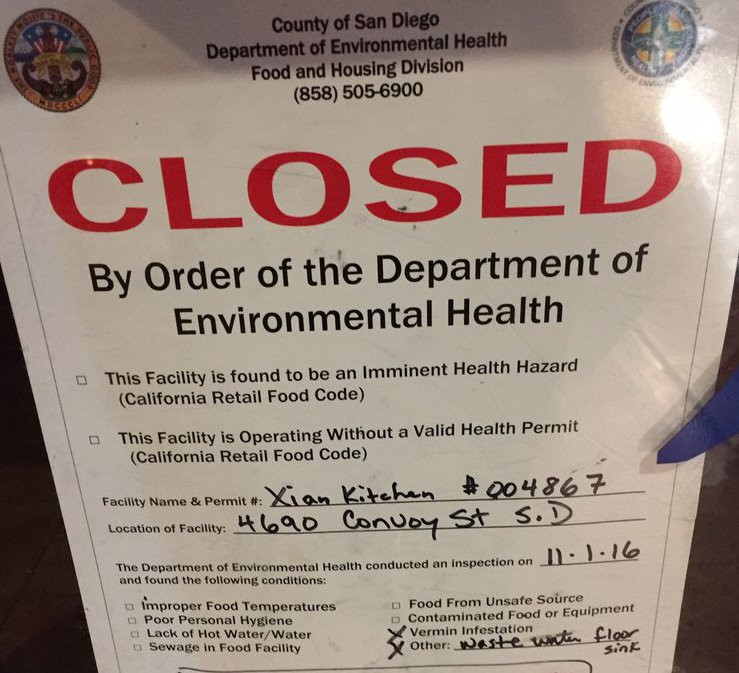 County of San Diego
Department of Environmental Health
Food and Housing Division
(858) 505-6900
CLOSED
By Order of the Department of
Environmental Health
☐ This Facility is found to be an Imminent Health Hazard
(California Retail Food Code)
☐ This Facility is Operating Without a Valid Health Permit
(California Retail Food Code)
Facility Name & Permit #: Xian Kitchen #004867
Location of Facility: 4690 Convoy St S.D
The Department of Environmental Health conducted an inspection on 11.1.16
and found the following conditions:
☐ Improper Food Temperatures
☐ Poor Personal Hygiene
☐ Lack of Hot Water/Water
☐ Sewage in Food Facility
☐ Food From Unsafe Source
☐ Contaminated Food or Equipment
☒ Vermin Infestation
☒ Other: Waste water floor
sink